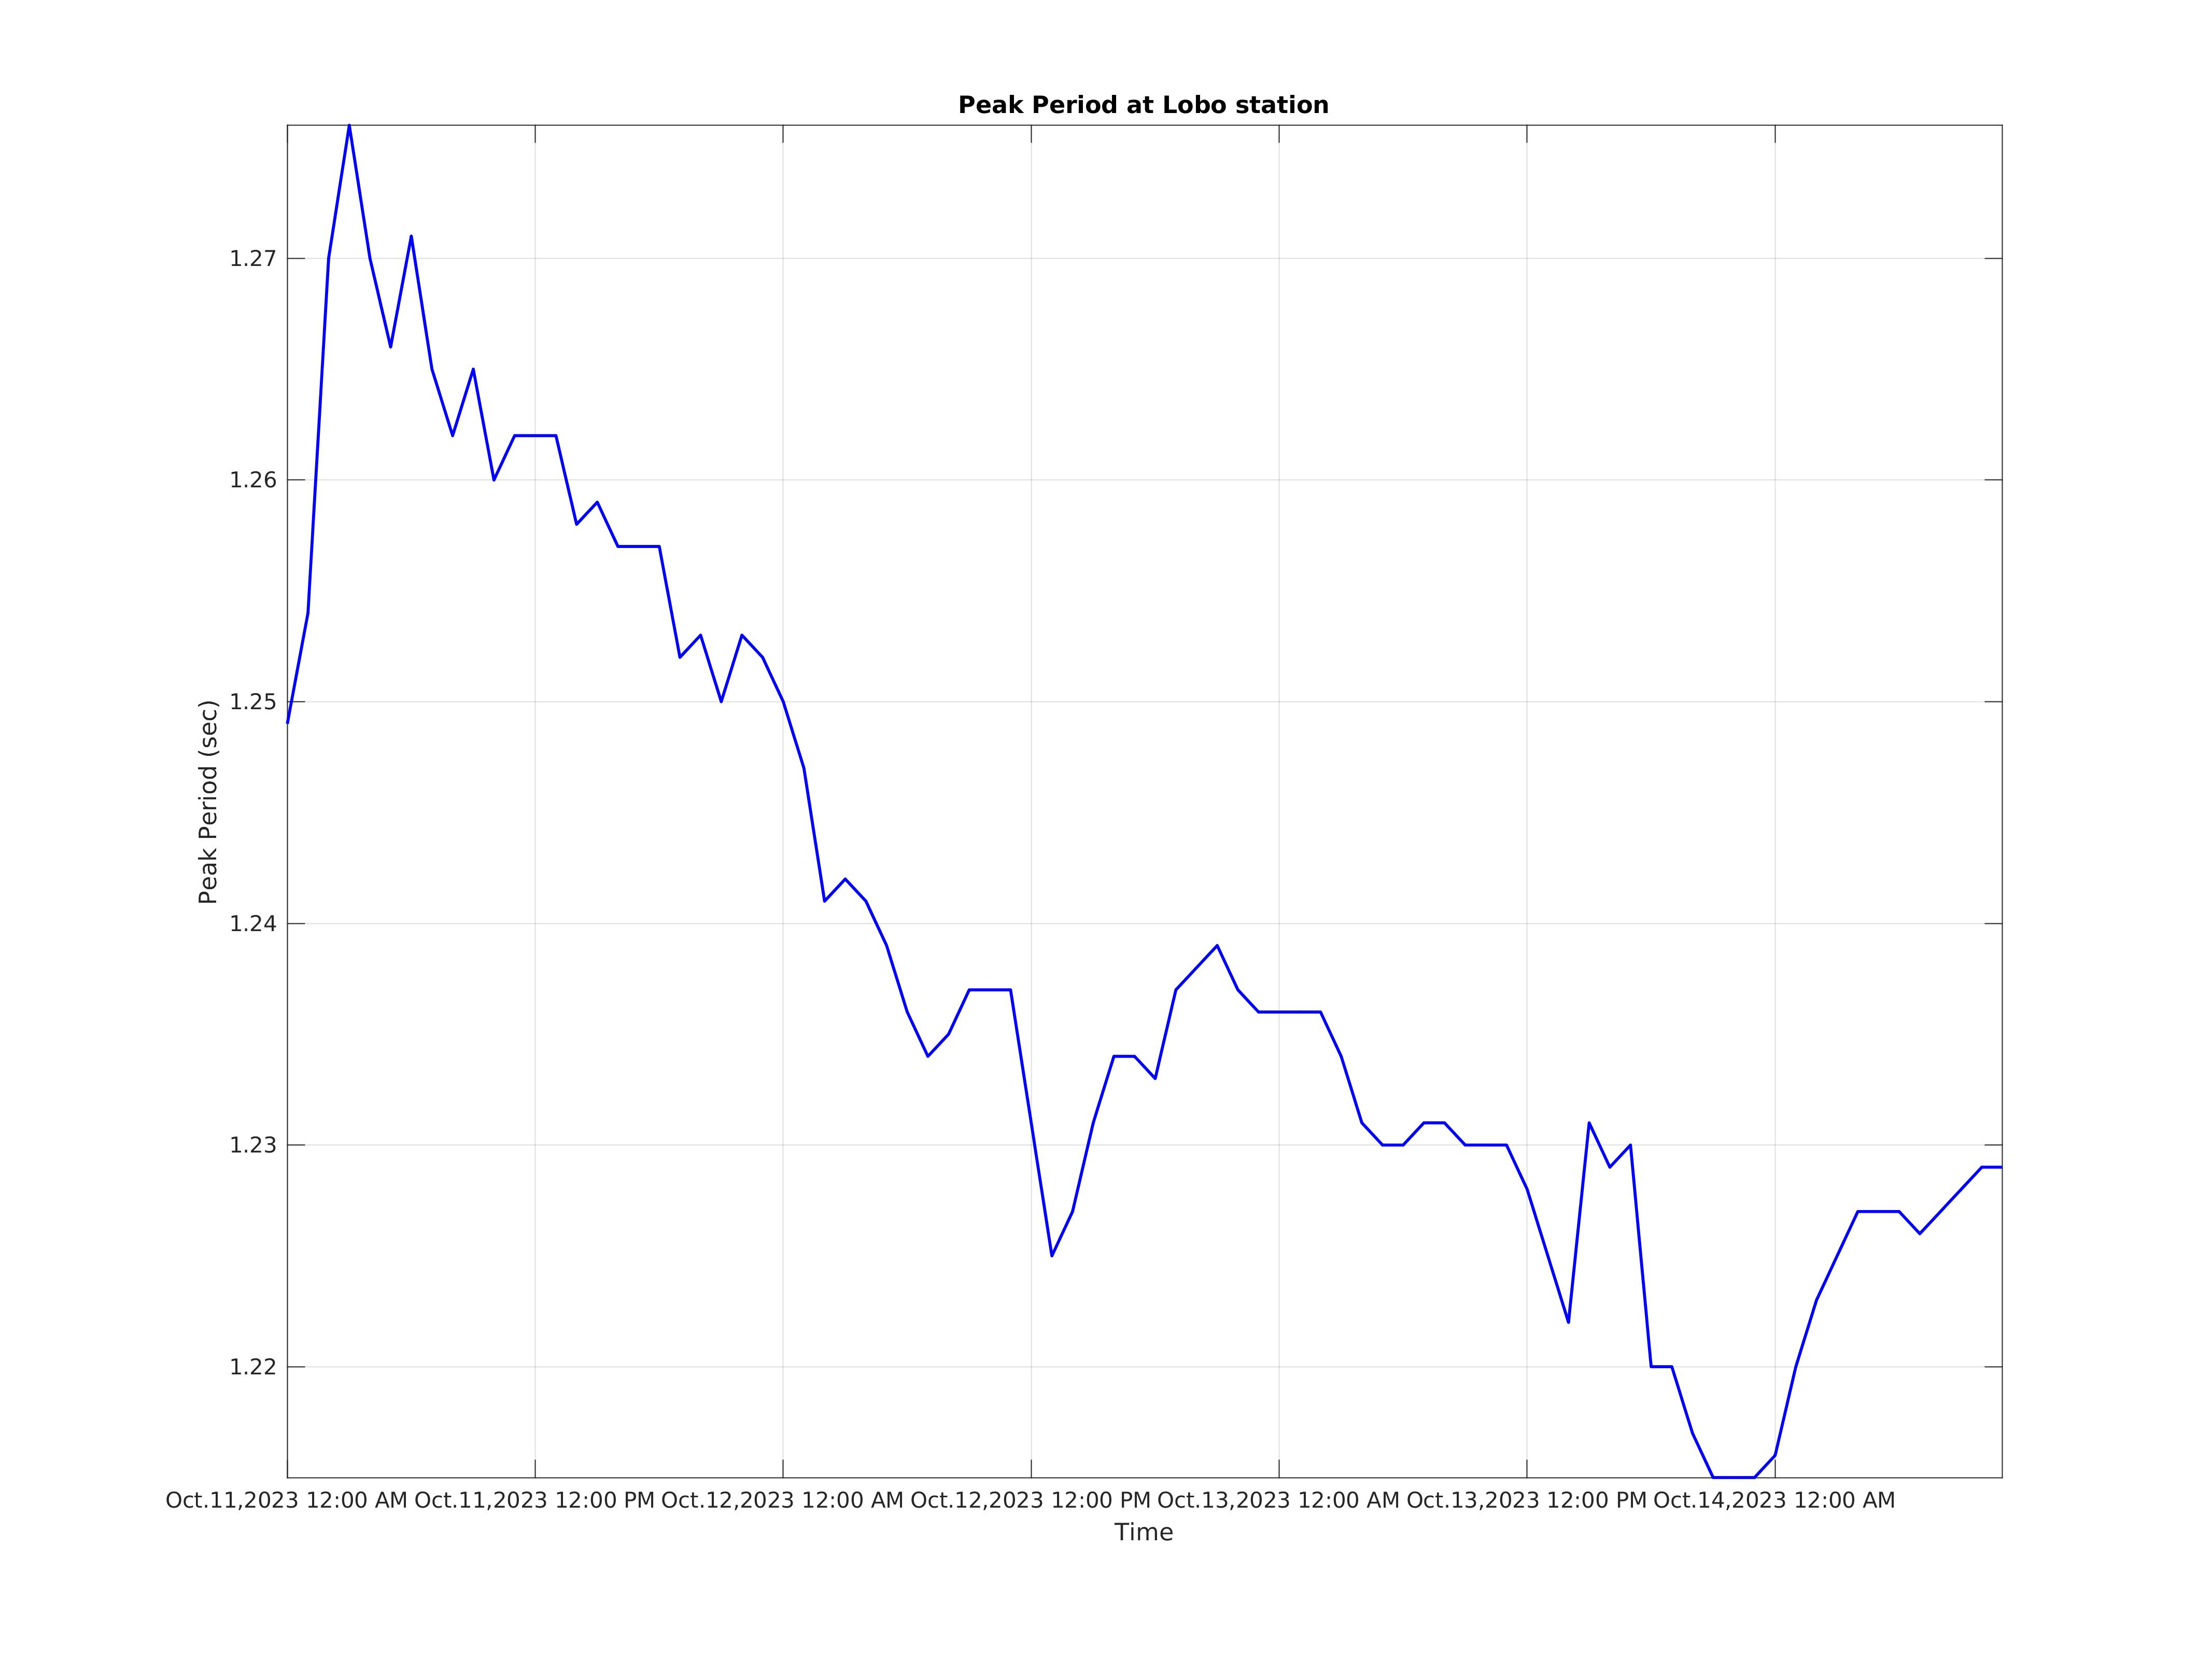 Peak Period at Lobo station
1.27
1.26
1.25
1.24
1.23
1.22
Peak Period (sec)
Oct.11,2023 12:00 AM Oct.11,2023 12:00 PM Oct.12,2023 12:00 AM Oct.12,2023 12:00 PM Oct.13,2023 12:00 AM Oct.13,2023 12:00 PM Oct.14,2023 12:00 AM
Time